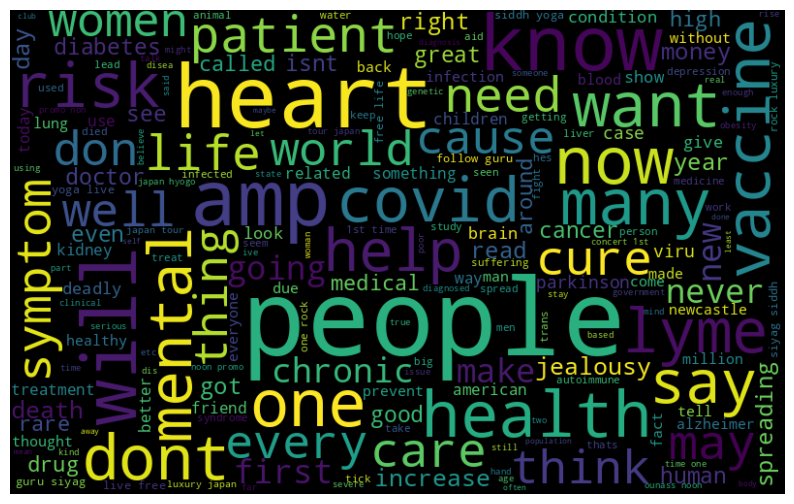 club
animal
women
water
siddh yoga
condition
rise
patient
right
hope
aid
high
day
diabetes
called
isnt
back
great
know
without
money
might
talk
lead
disea
said
risk
heart
infection
show
depression
someone
diagnosis
vaccine
used
promo non
genetic
need
want
blood
real
enough
rock luxury
today
lung
use
see
maybe
keep
free life
children
getting
obesity
died
let
tour japan
cause
liver
case
give
using
don
believe
life
world
follow guru
hes
seen
now
year
doctor
infected
related
something
fight
medicine
yoga live
japan hyogo
state
around
work
done
symptom
well
amp
covid
many
new
even
japan tour
self
look
1st time
study
brain
cancer
person
concert 1st
least
kidney
treat
seem
ive
woman
poor
read
viru
part
will
mental
thing
going
help
suffering
cure
made
deadly
medical
way
man
parkinson
come
never
siyag siddh
clinical
due
diagnosed
spread
stay
government
lyme
serious
everyone
one rock
people
true
men
trans
based
mind
newcastle
healthy
etc
time
noon promo
chronic
big
issue
make
jealousy
million
treatment
better
dis
got
prevent
american
autoimmune
say
death
friend
good
take
two
fact
tell
alzheimer
rare
syndrome
one
health
may
spreading
thought
away
every
still
population
thats
drug
dont
first
care
tick
hand
think
time one
human
mean
kind
guru siyag
live free
luxury japan
far
severe
increase
age
often
ounass noon
body